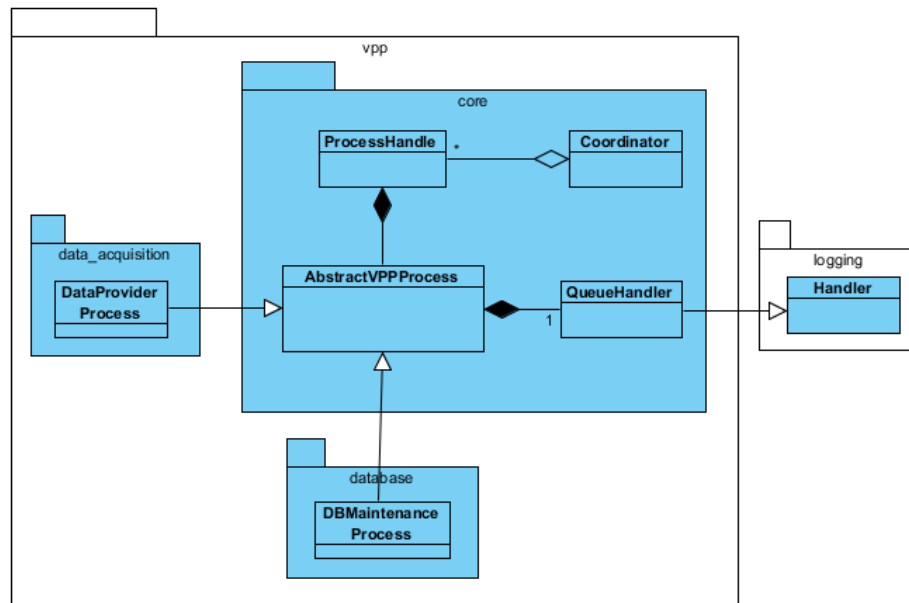 vpp
core
ProcessHandle
*
Coordinator
data_acquisition
DataProvider
Process
AbstractVPPProcess
QueueHandler
1
logging
Handler
database
DBMaintenance
Process